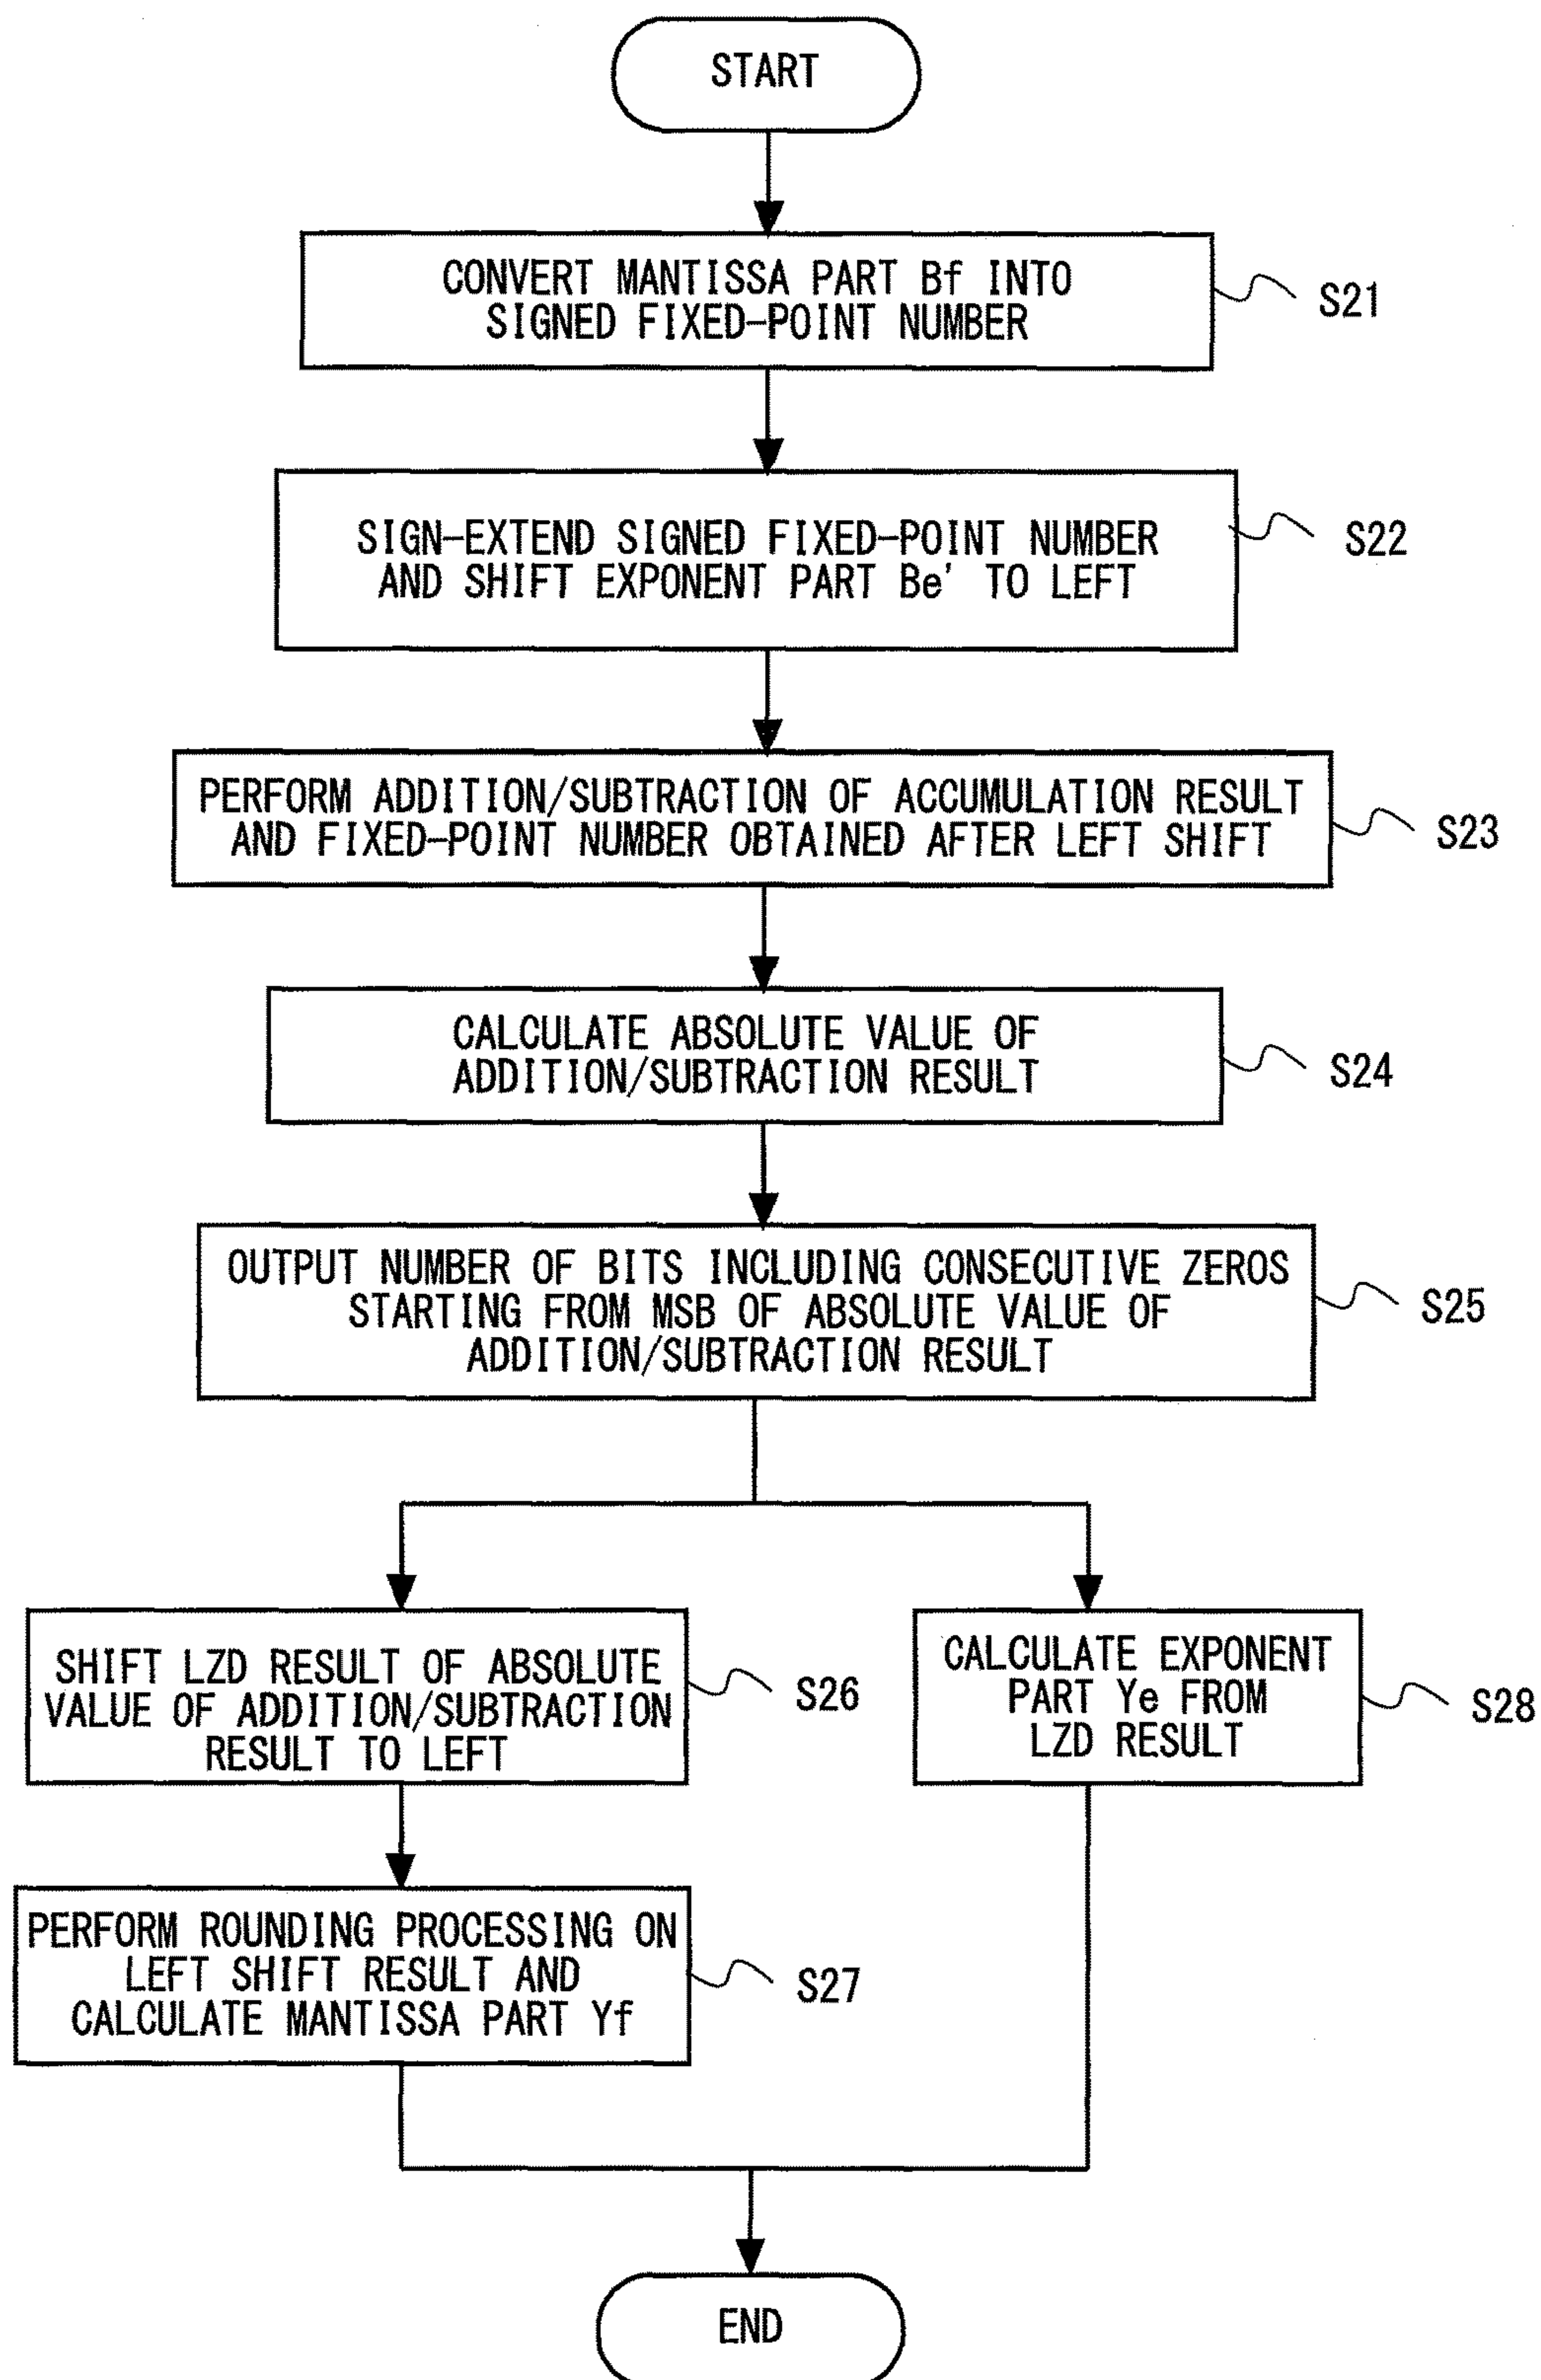 START
CONVERT MANTISSA PART Bf INTO
SIGNED FIXED-POINT NUMBER
S21
SIGN-EXTEND SIGNED FIXED-POINT NUMBER
AND SHIFT EXPONENT PART Be' TO LEFT
S22
PERFORM ADDITION/SUBTRACTION OF ACCUMULATION RESULT
AND FIXED-POINT NUMBER OBTAINED AFTER LEFT SHIFT
S23
CALCULATE ABSOLUTE VALUE OF
ADDITION/SUBTRACTION RESULT
S24
OUTPUT NUMBER OF BITS INCLUDING CONSECUTIVE ZEROS
STARTING FROM MSB OF ABSOLUTE VALUE OF
ADDITION/SUBTRACTION RESULT
S25
SHIFT LZD RESULT OF ABSOLUTE
VALUE OF ADDITION/SUBTRACTION
RESULT TO LEFT
S26
CALCULATE EXPONENT
PART Ye FROM
LZD RESULT
S28
PERFORM ROUNDING PROCESSING ON
LEFT SHIFT RESULT AND
CALCULATE MANTISSA PART Yf
S27
END